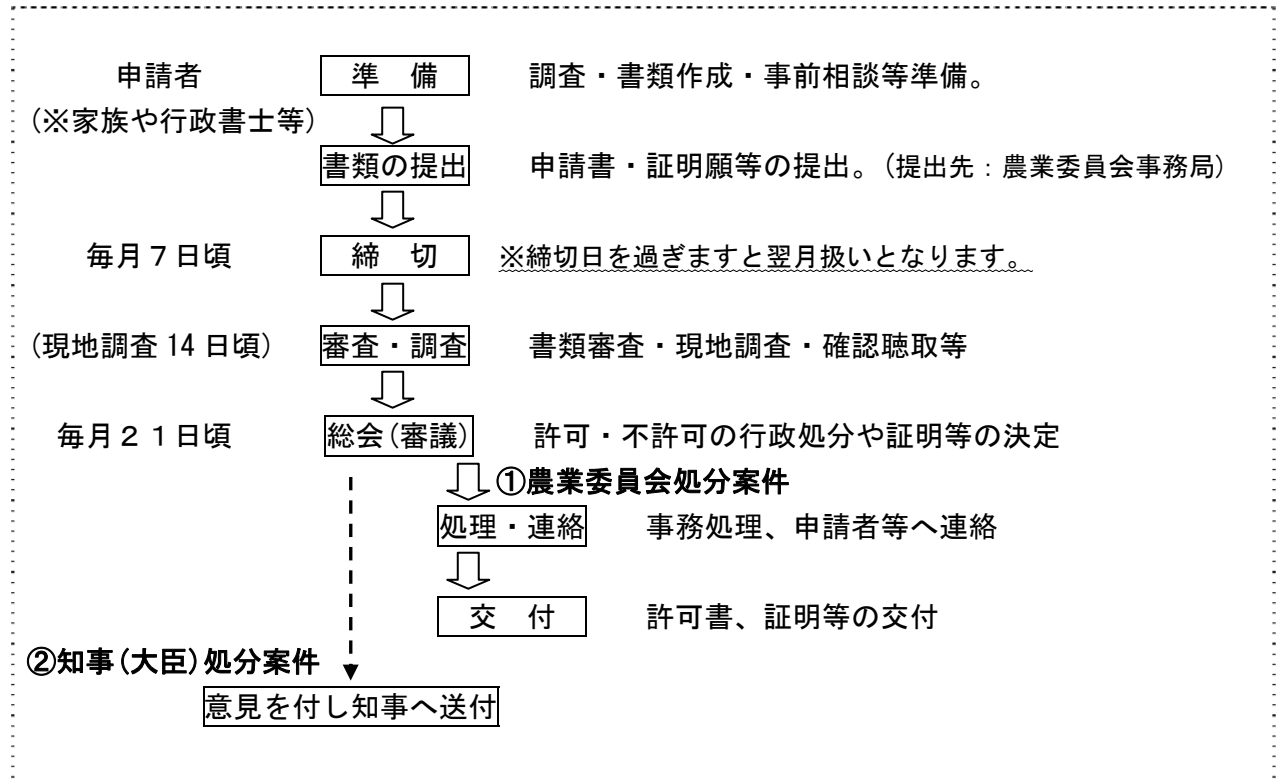 申請者 準 備 調査・書類作成・事前相談等準備。
(※家族や行政書士等)
書類の提出 申請書・証明願等の提出。(提出先:農業委員会事務局)
毎月7日頃 締 切 ※締切日を過ぎますと翌月扱いとなります。
(現地調査 14 日頃) 審査・調査 書類審査・現地調査・確認聴取等
毎月21日頃 総会(審議) 許可・不許可の行政処分や証明等の決定
①農業委員会処分案件
処理・連絡 事務処理、申請者等へ連絡
交 付 許可書、証明等の交付
②知事(大臣)処分案件
意見を付し知事へ送付